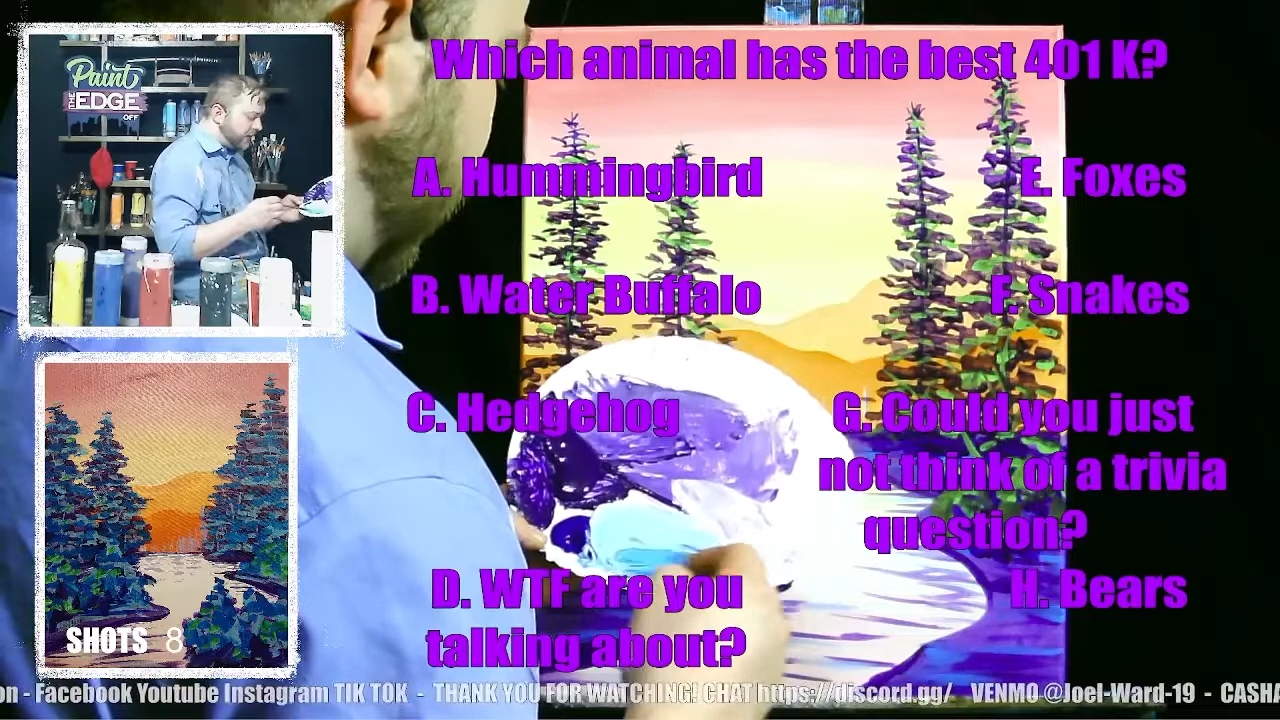 Which animal has the best 401 K?
A. Hummingbird
E. Foxes
B. Water Buffalo
F. Snakes
C. Hedgehog
G. Could you just
not think of a trivia
question?
D. WTF are you
talking about?
H. Bears
Paint
THE EDGE
OFF
SHOTS 8
on - Facebook Youtube Instagram TIK TOK - THANK YOU FOR WATCHING! CHAT https://discord.gg/ VENMO @Joel-Ward-19 - CASHA